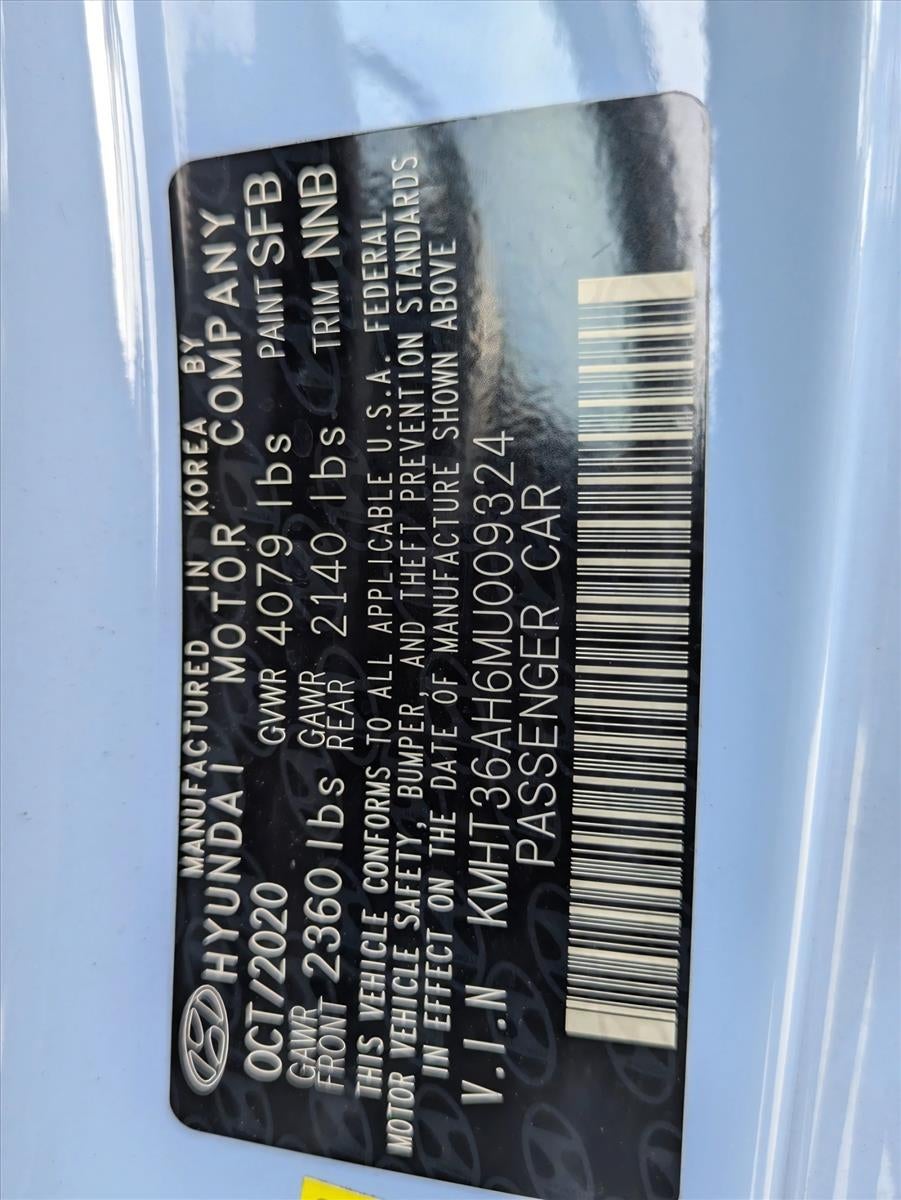 MANUFACTURED IN KOREA BY
HYUNDAI MOTOR COMPANY
OCT/2020 GVWR 4079 lbs PAINT SFB
GAWR FRONT 2360 lbs GAWR REAR 2140 lbs TRIM NNB
THIS VEHICLE CONFORMS TO ALL APPLICABLE U.S.A. FEDERAL
MOTOR VEHICLE SAFETY, BUMPER, AND THEFT PREVENTION STANDARDS
IN EFFECT ON THE DATE OF MANUFACTURE SHOWN ABOVE
V.I.N KMHT36AH6MU009324
PASSENGER CAR